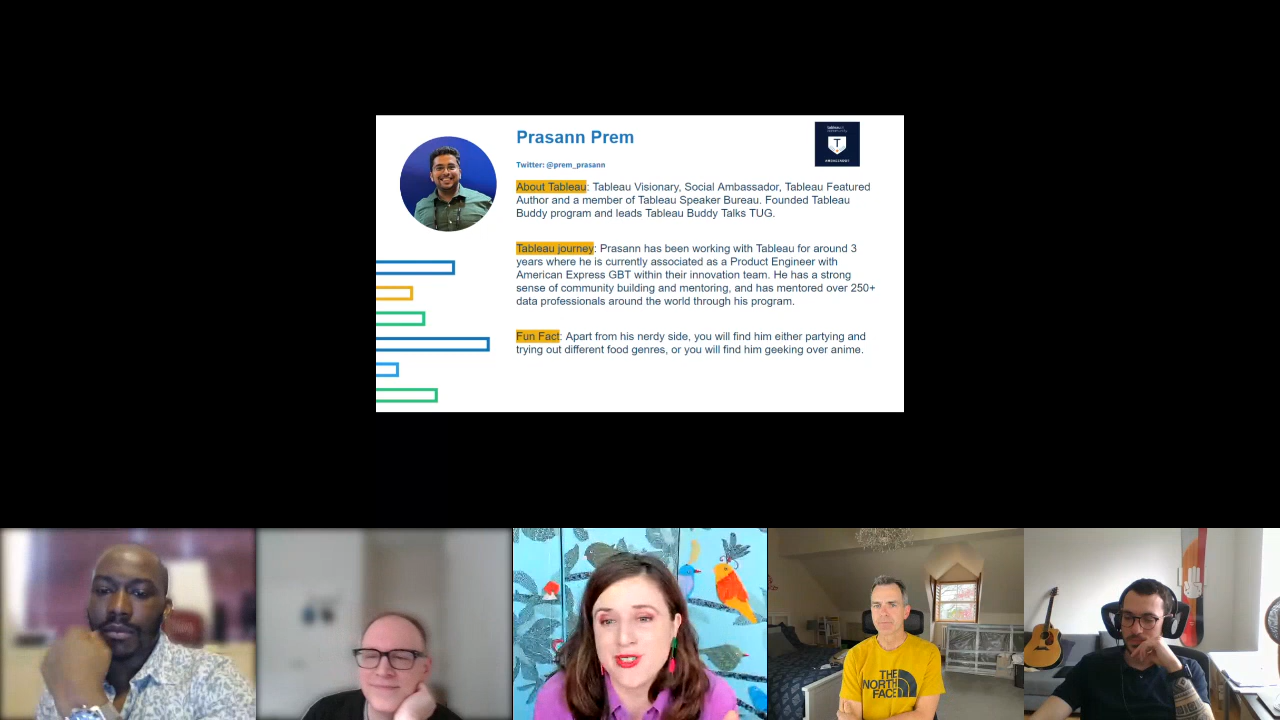 Prasann Prem
Twitter: @prem_prasann
About Tableau: Tableau Visionary, Social Ambassador, Tableau Featured
Author and a member of Tableau Speaker Bureau. Founded Tableau
Buddy program and leads Tableau Buddy Talks TUG.
Tableau journey: Prasann has been working with Tableau for around 3
years where he is currently associated as a Product Engineer with
American Express GBT within their innovation team. He has a strong
sense of community building and mentoring, and has mentored over 250+
data professionals around the world through his program.
Fun Fact: Apart from his nerdy side, you will find him either partying and
trying out different food genres, or you will find him geeking over anime.
THE
NORTH
FACE